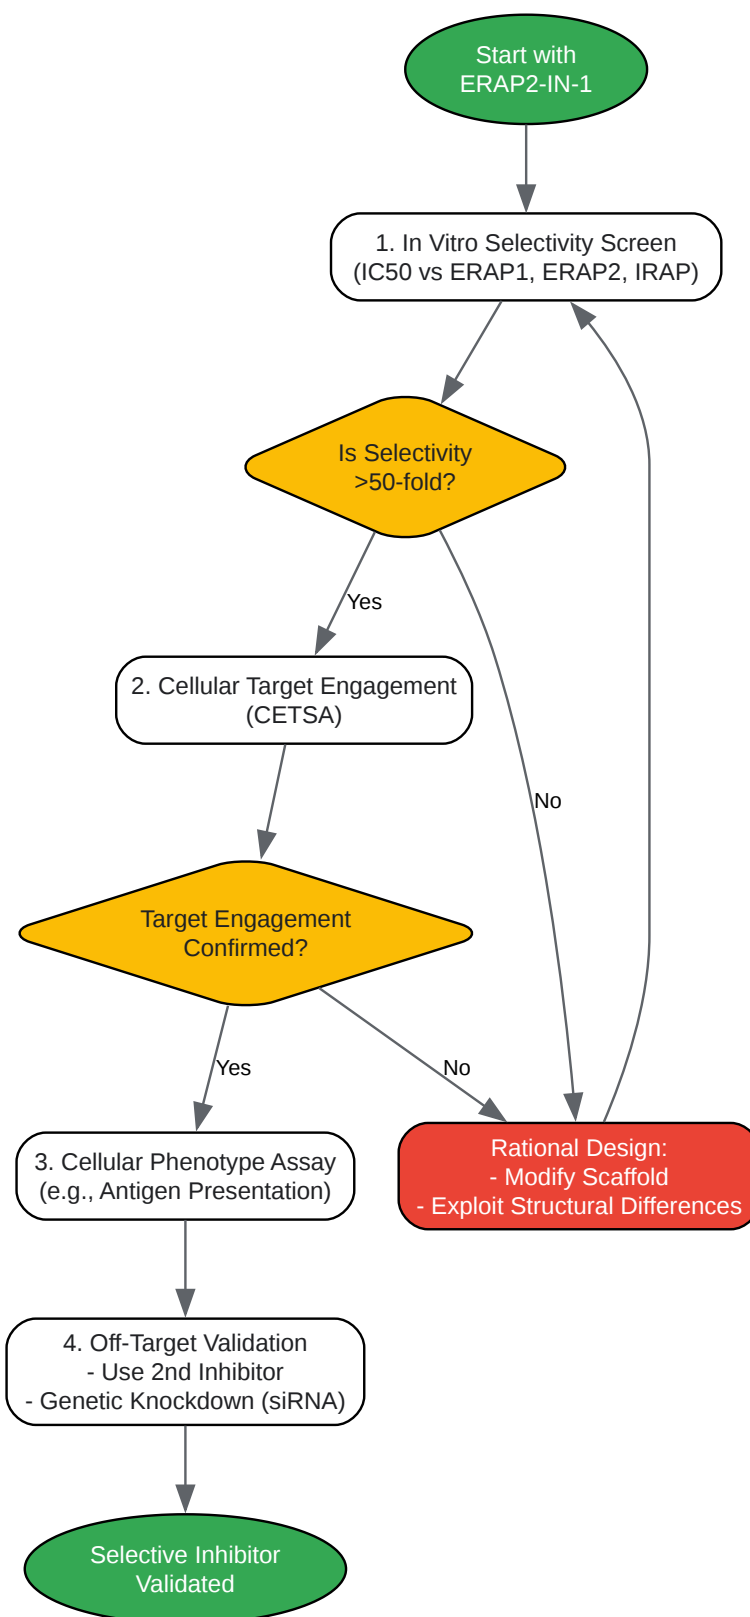 Start with
ERAP2-IN-1
1. In Vitro Selectivity Screen
(IC50 vs ERAP1, ERAP2, IRAP)
Is Selectivity
>50-fold?
Yes
2. Cellular Target Engagement
(CETSA)
No
Target Engagement
Confirmed?
Yes
No
3. Cellular Phenotype Assay
(e.g., Antigen Presentation)
Rational Design:
- Modify Scaffold
- Exploit Structural Differences
4. Off-Target Validation
- Use 2nd Inhibitor
- Genetic Knockdown (siRNA)
Selective Inhibitor
Validated